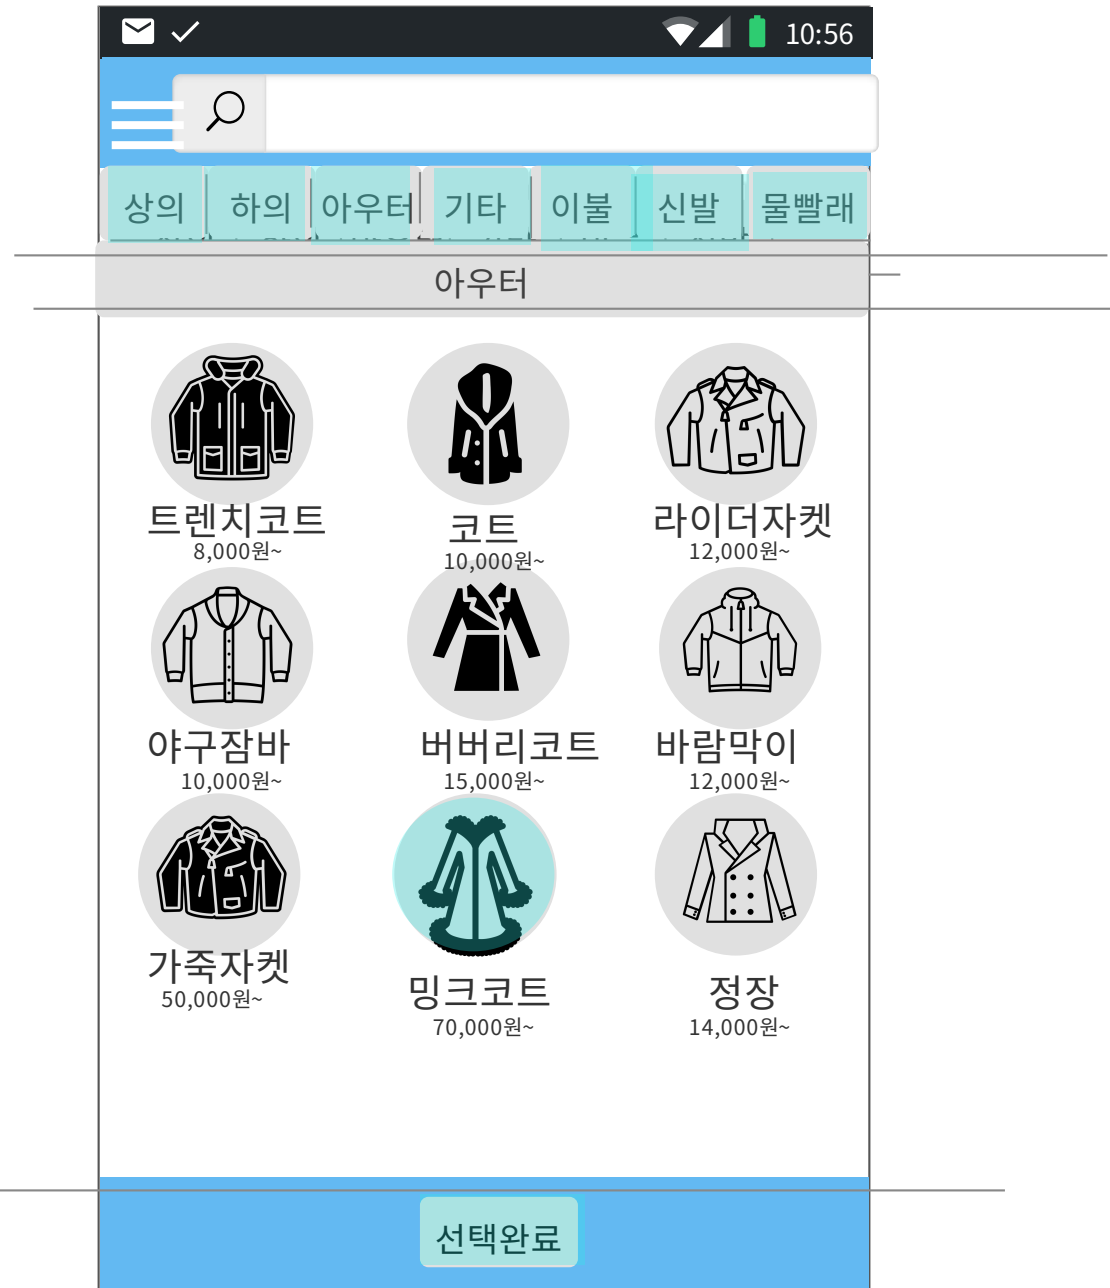 10:56
상의 하의 아우터 기타 이불 신발 물빨래
아우터
트렌치코트 코트 라이더자켓
8,000원~ 10,000원~ 12,000원~
야구잠바 버버리코트 바람막이
10,000원~ 15,000원~ 12,000원~
가죽자켓 밍크코트 정장
50,000원~ 70,000원~ 14,000원~
선택완료